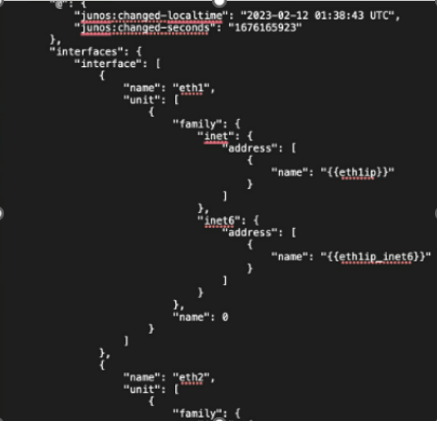 "@": {
"junos:changed-localtime": "2023-02-12 01:38:43 UTC",
"junos:changed-seconds": "1676165923"
},
"interfaces": {
"interface": [
{
"name": "eth1",
"unit": [
{
"family": {
"inet": {
"address": [
{
"name": "{{eth1ip}}"
}
]
},
"inet6": {
"address": [
{
"name": "{{eth1ip_inet6}}"
}
]
}
},
"name": 0
}
]
},
{
"name": "eth2",
"unit": [
{
"family": {